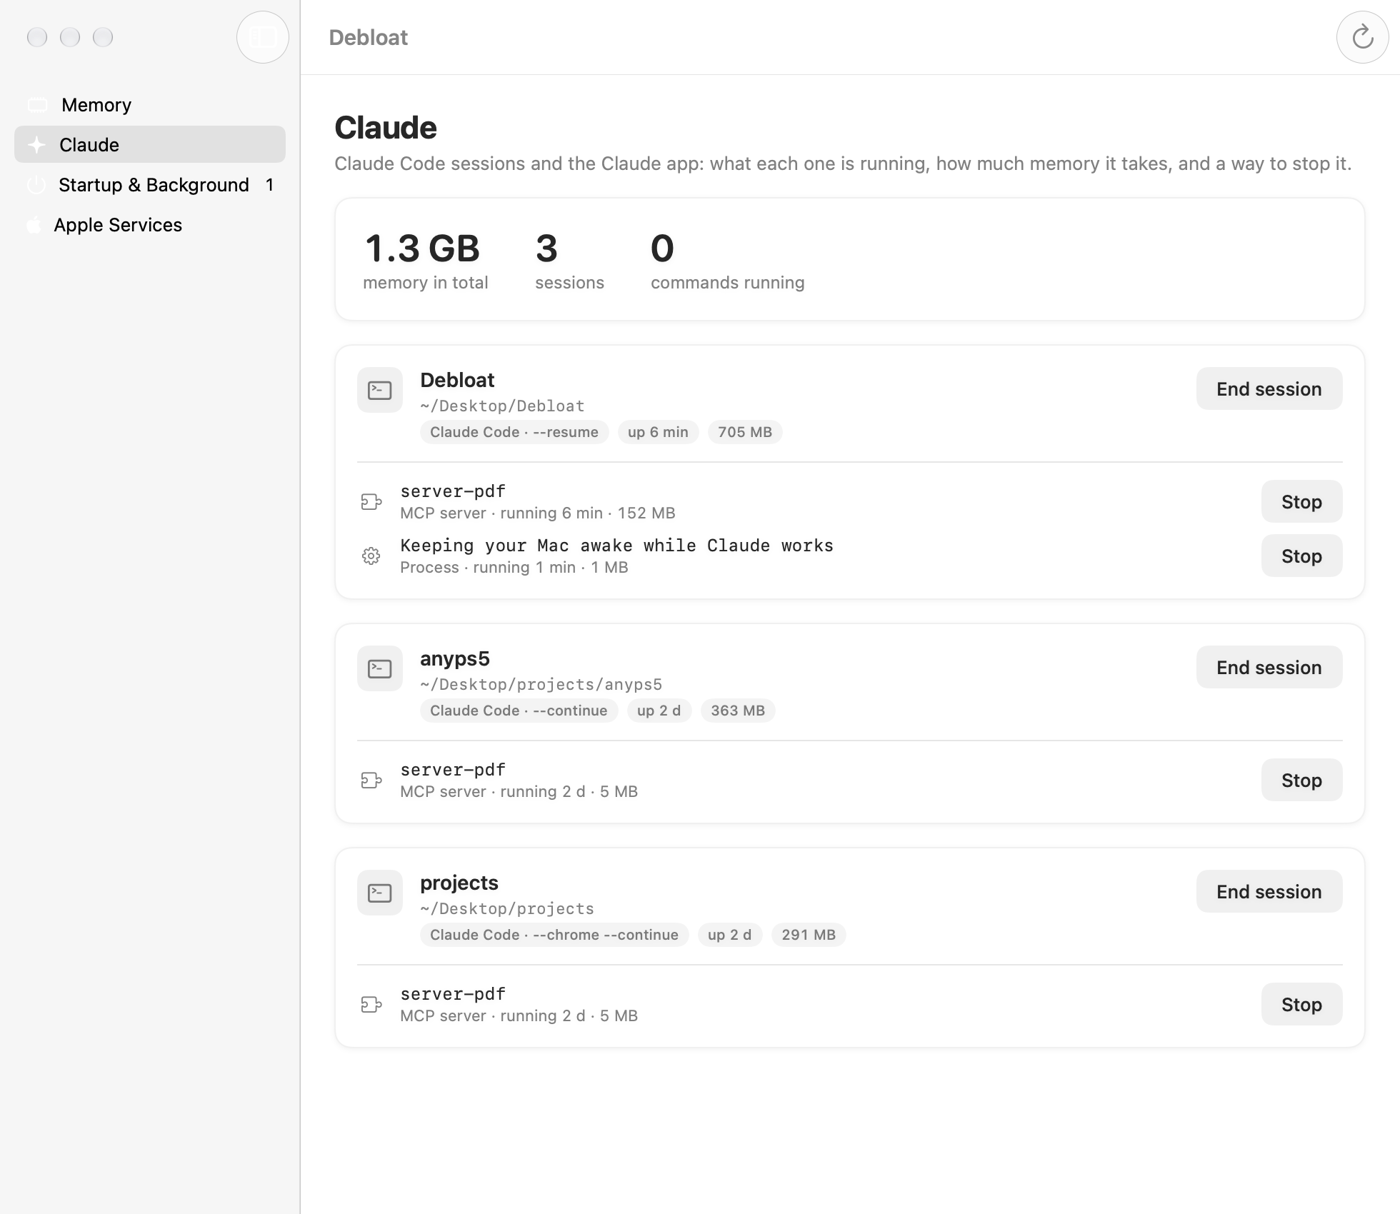 Debloat
Memory
Claude
Startup & Background 1
Apple Services
Claude
Claude Code sessions and the Claude app: what each one is running, how much memory it takes, and a way to stop it.
1.3 GB
memory in total
3
sessions
0
commands running
Debloat
~/Desktop/Debloat
Claude Code · --resume
up 6 min
705 MB
End session
server-pdf
MCP server · running 6 min · 152 MB
Stop
Keeping your Mac awake while Claude works
Process · running 1 min · 1 MB
Stop
anyps5
~/Desktop/projects/anyps5
Claude Code · --continue
up 2 d
363 MB
End session
server-pdf
MCP server · running 2 d · 5 MB
Stop
projects
~/Desktop/projects
Claude Code · --chrome --continue
up 2 d
291 MB
End session
server-pdf
MCP server · running 2 d · 5 MB
Stop